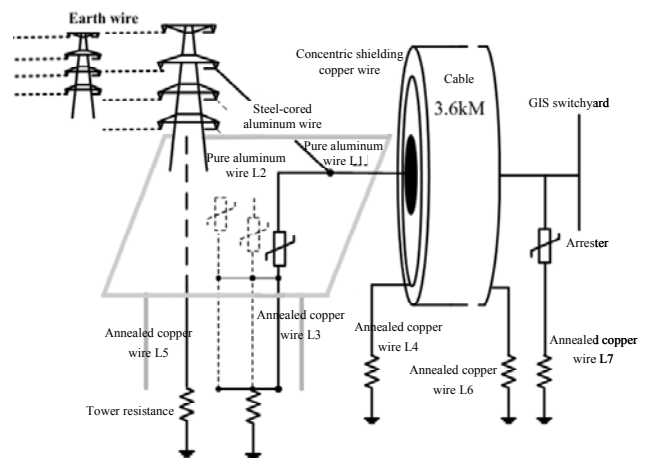 Earth wire
Concentric shielding
copper wire
Cable
3.6kM
GIS switchyard
Steel-cored
aluminum wire
Pure aluminum
wire L1
Pure aluminum
wire L2
Arrester
Annealed copper
wire L5
Annealed copper
wire L3
Annealed copper
wire L4
Annealed copper
wire L6
Annealed copper
wire L7
Tower resistance